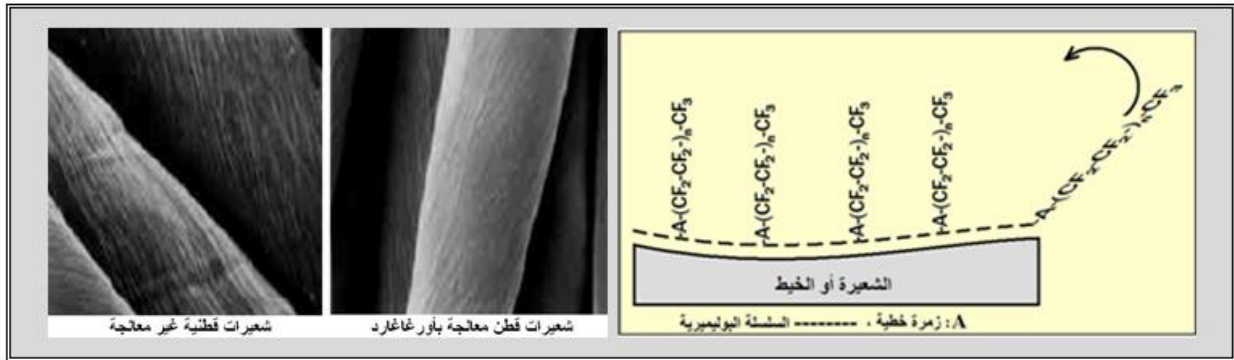 A-(CF₂-CF₂-)ₙ-CF₃
A-(CF₂-CF₂-)ₙ-CF₃
A-(CF₂-CF₂-)ₙ-CF₃
A-(CF₂-CF₂-)ₙ-CF₃
A-(CF₂-CF₂-)ₙ-CF₃
الشعيرة أو الخيط
A: زمرة خطية ، -------- السلسلة البوليميرية
شعيرات قطن معالجة بأورغاغارد
شعيرات قطنية غير معالجة